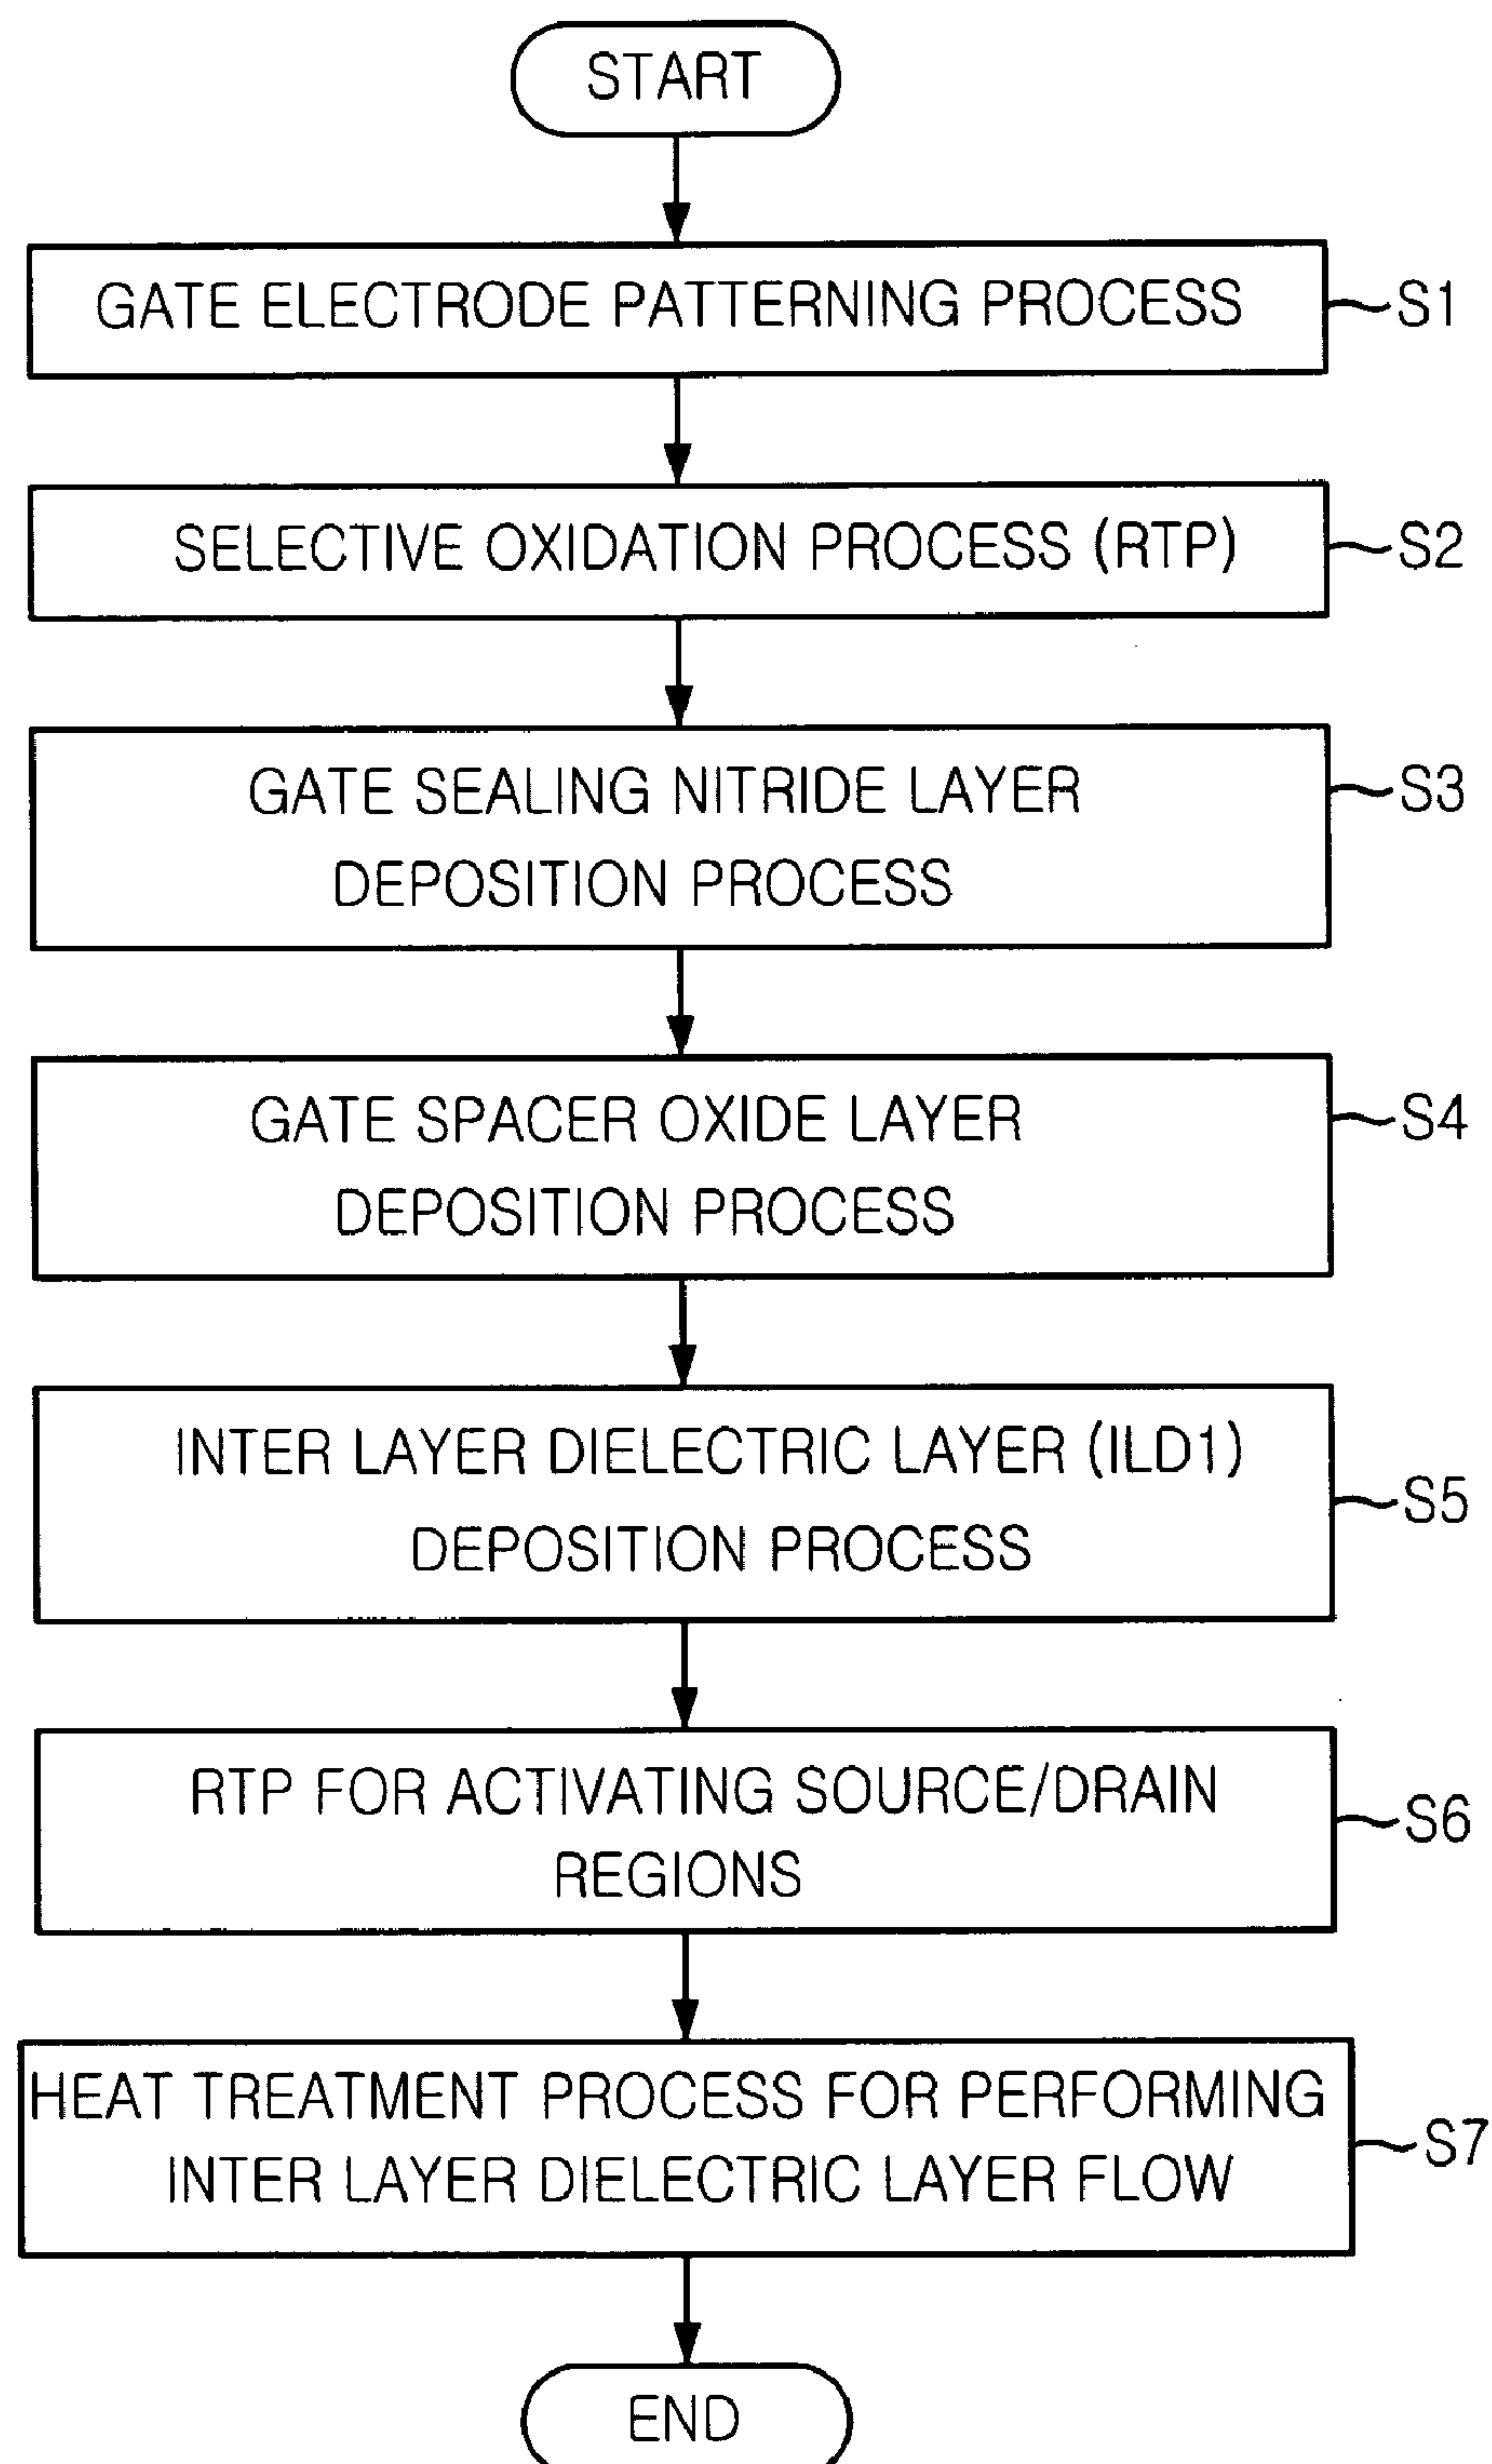 START
GATE ELECTRODE PATTERNING PROCESS
S1
SELECTIVE OXIDATION PROCESS (RTP)
S2
GATE SEALING NITRIDE LAYER
DEPOSITION PROCESS
S3
GATE SPACER OXIDE LAYER
DEPOSITION PROCESS
S4
INTER LAYER DIELECTRIC LAYER (ILD1)
DEPOSITION PROCESS
S5
RTP FOR ACTIVATING SOURCE/DRAIN
REGIONS
S6
HEAT TREATMENT PROCESS FOR PERFORMING
INTER LAYER DIELECTRIC LAYER FLOW
S7
END